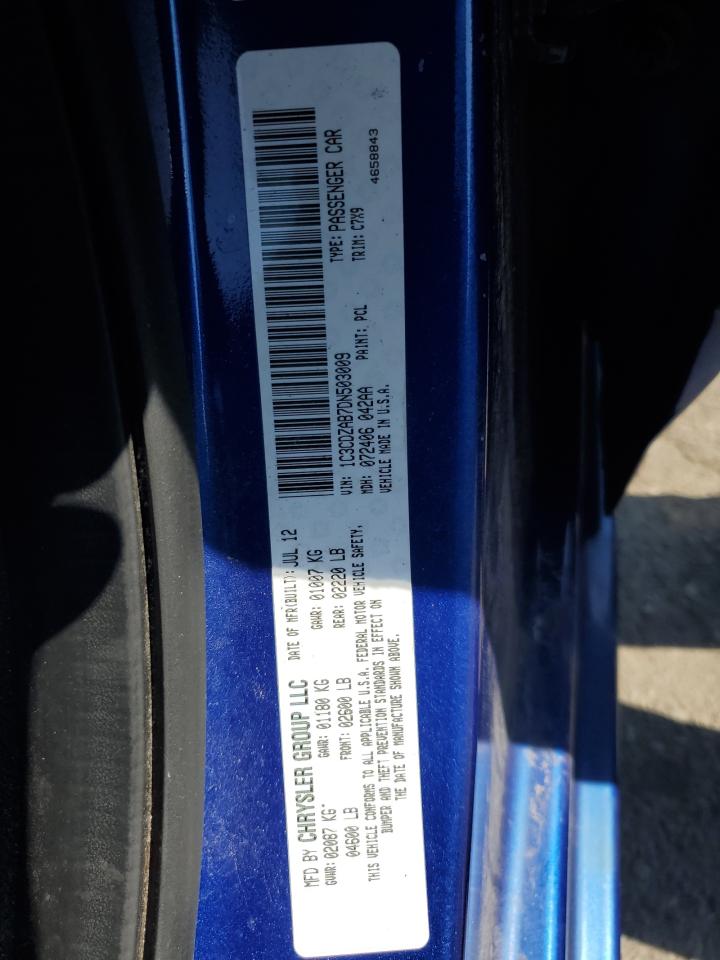 MFD BY CHRYSLER GROUP LLC DATE OF MFR(BUILT): JUL 12
GVWR: 02087 KG* GAWR: 01180 KG GAWR: 01007 KG
04600 LB FRONT: 02600 LB REAR: 02220 LB
THIS VEHICLE CONFORMS TO ALL APPLICABLE U.S.A. FEDERAL MOTOR VEHICLE SAFETY,
BUMPER AND THEFT PREVENTION STANDARDS IN EFFECT ON
THE DATE OF MANUFACTURE SHOWN ABOVE.
VIN: 1C3CDZAB7DN503009 TYPE: PASSENGER CAR
MDH: 072406 042AA PAINT: PCL TRIM: C7X9
VEHICLE MADE IN U.S.A.
4658843